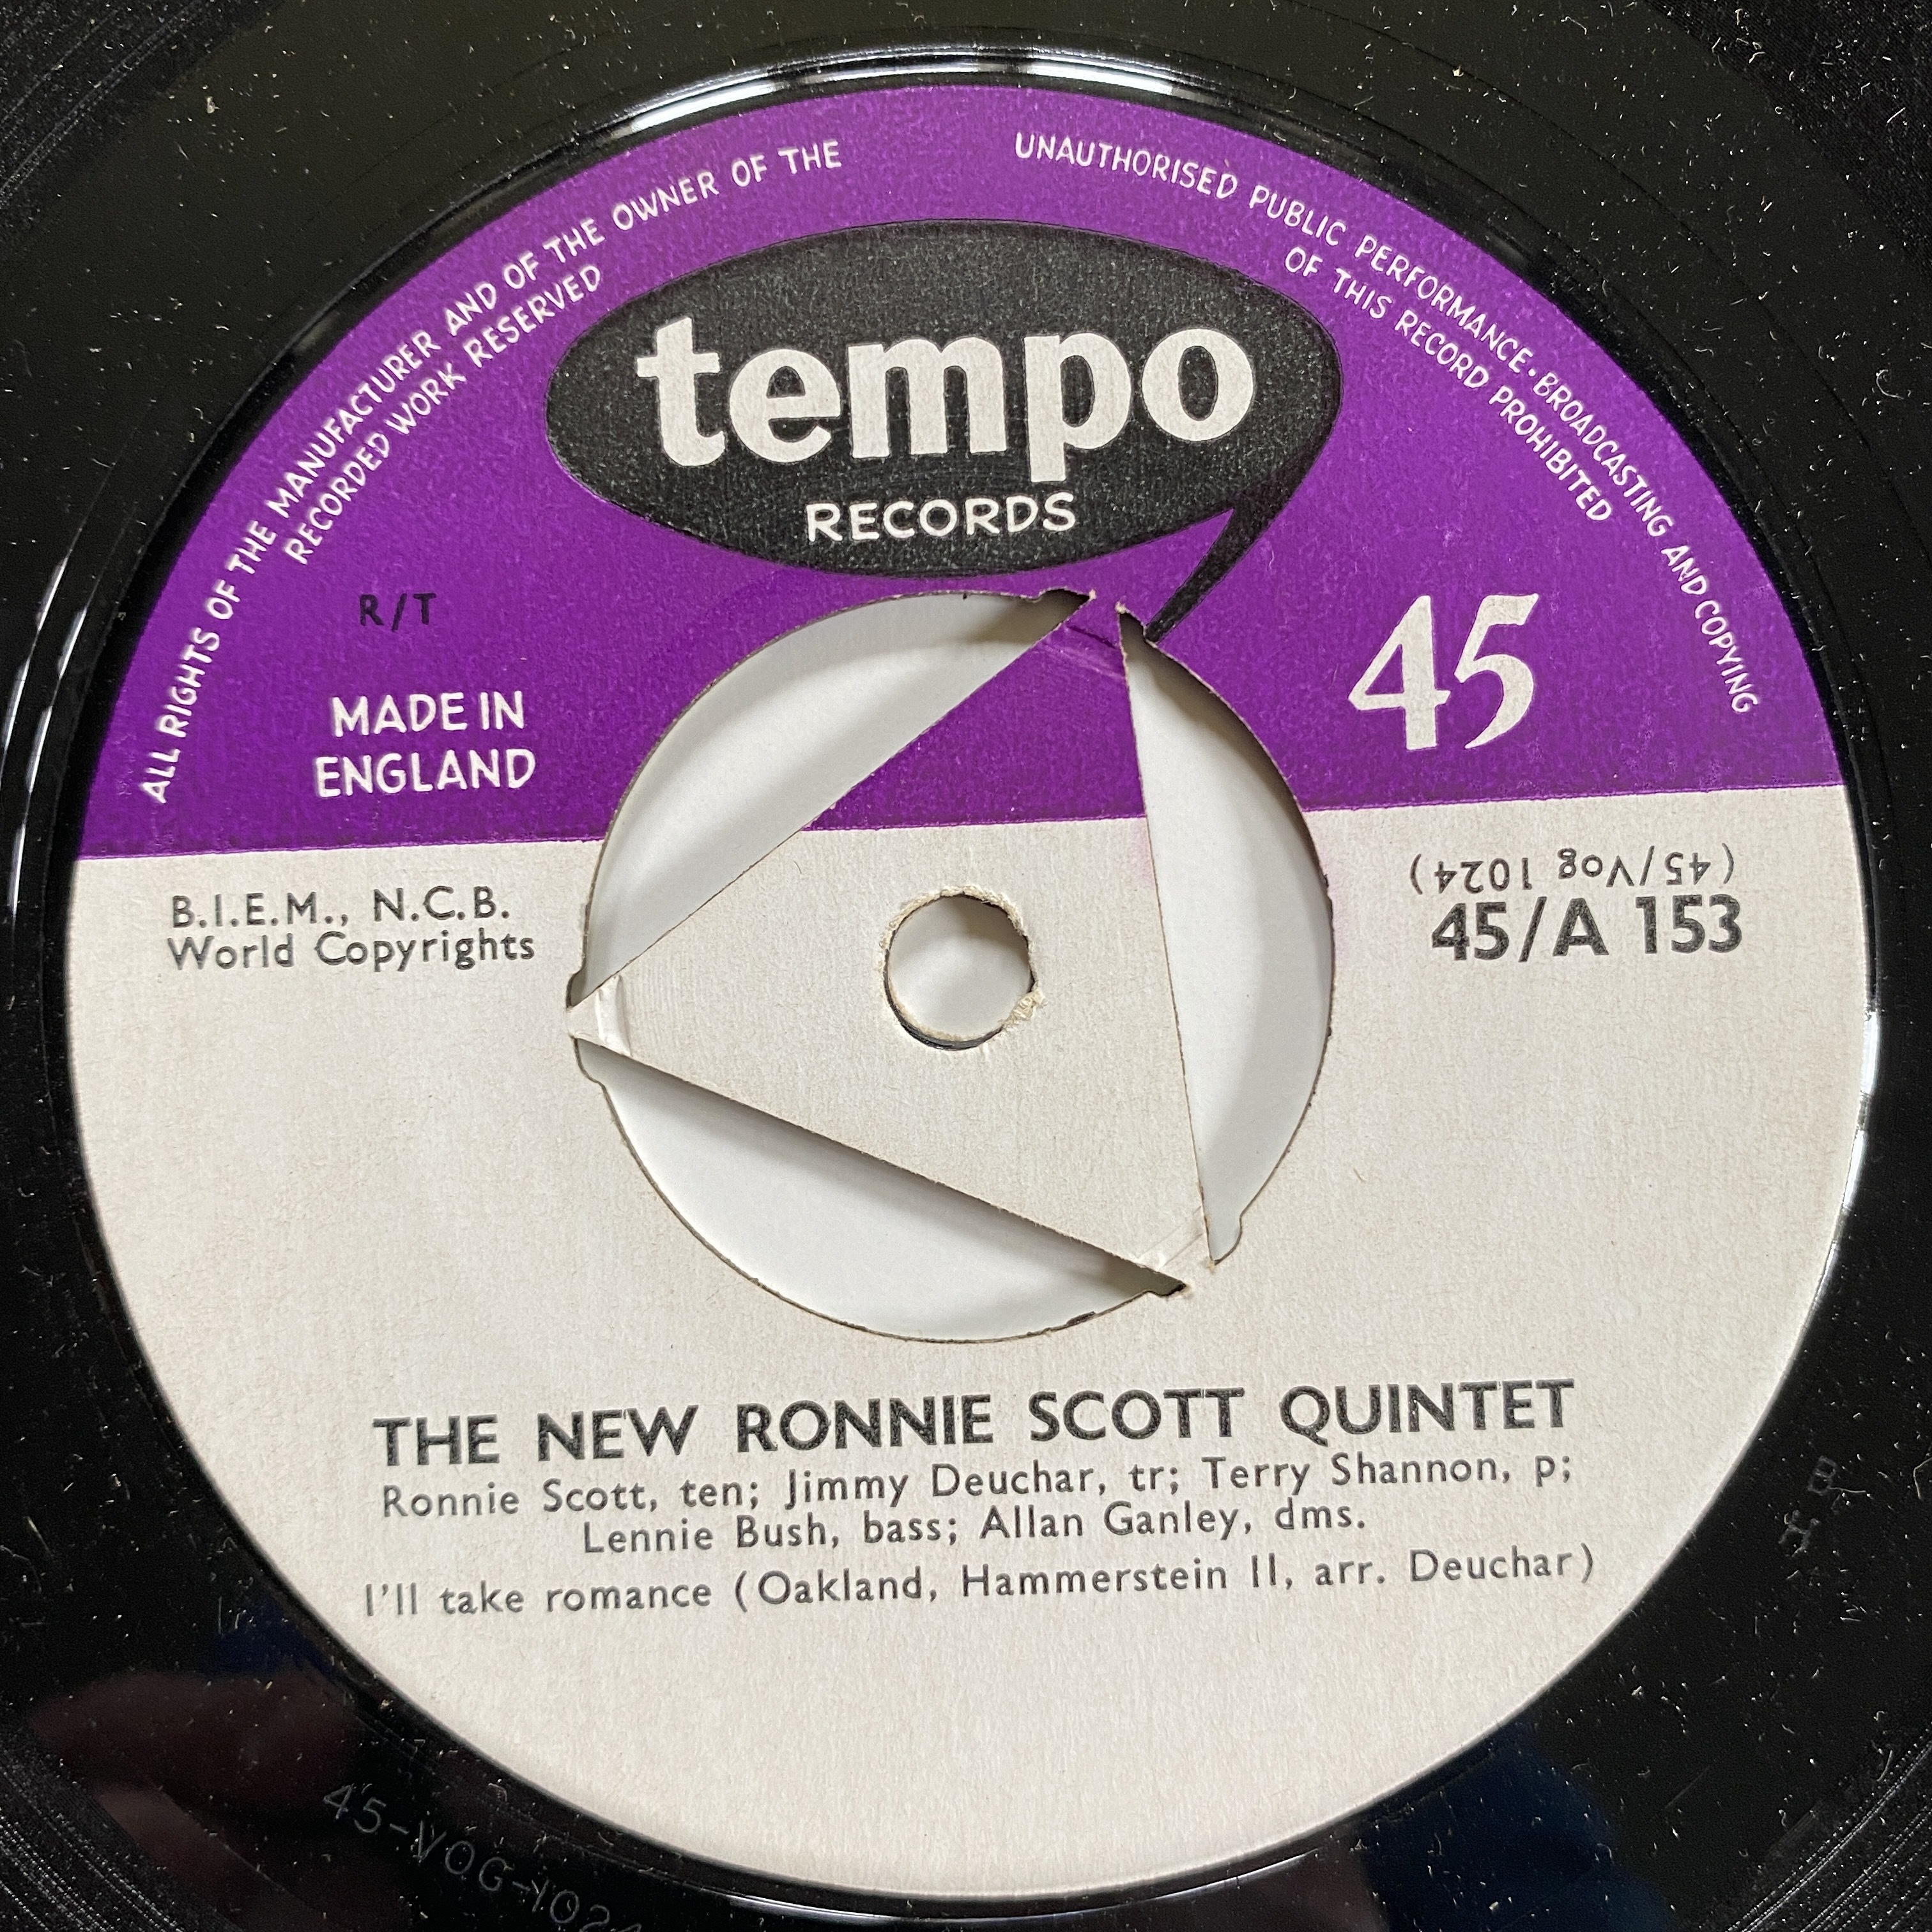 ALL RIGHTS OF THE MANUFACTURER AND OF THE OWNER OF THE
RECORDED WORK RESERVED
UNAUTHORISED PUBLIC PERFORMANCE·BROADCASTING AND COPYING
OF THIS RECORD PROHIBITED
tempo
RECORDS
R/T
MADE IN
ENGLAND
45
B.I.E.M., N.C.B.
World Copyrights
(45/Vog 1024)
45/A 153
THE NEW RONNIE SCOTT QUINTET
Ronnie Scott, ten; Jimmy Deuchar, tr; Terry Shannon, p;
Lennie Bush, bass; Allan Ganley, dms.
I'll take romance (Oakland, Hammerstein II, arr. Deuchar)
45-VOG-1024